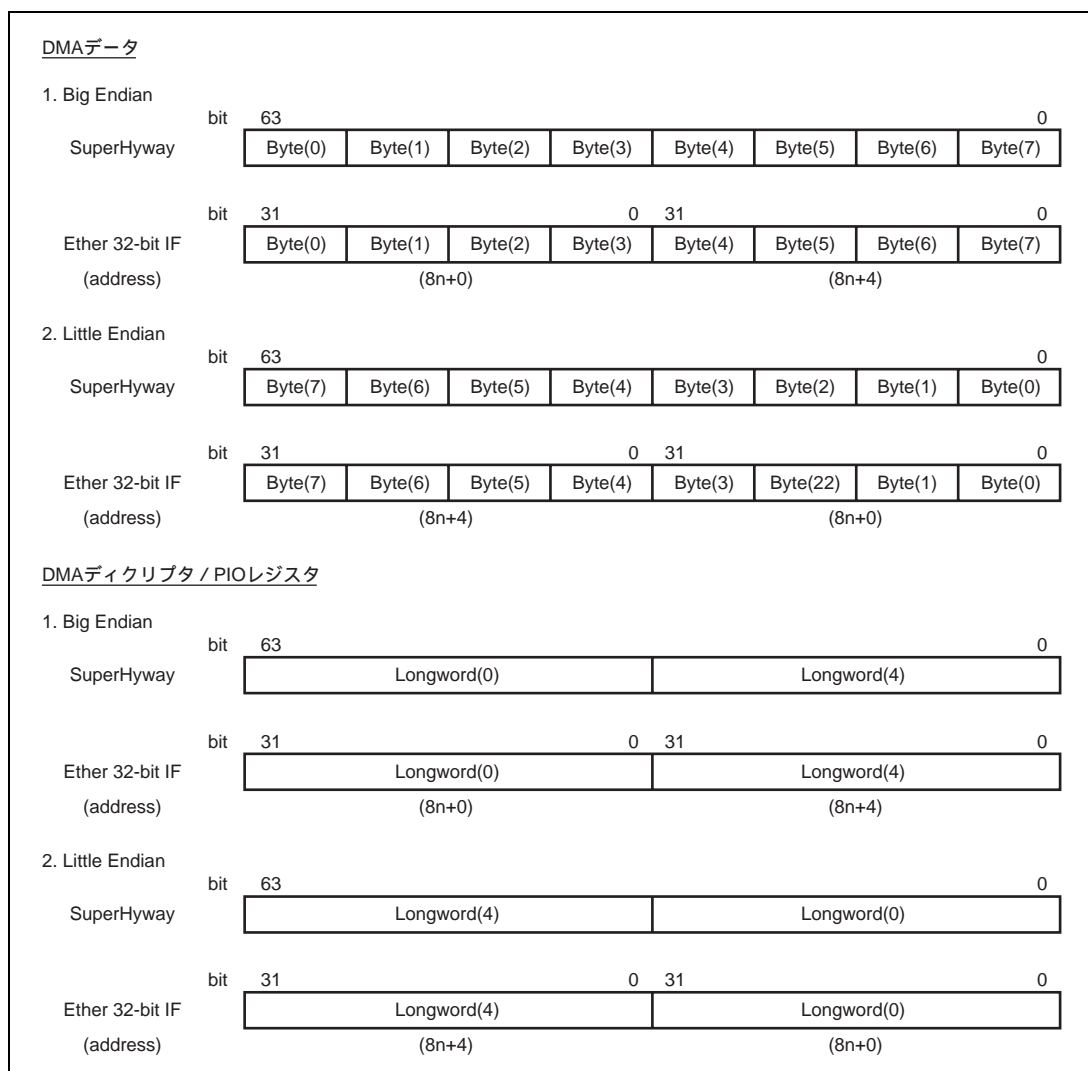 DMAデータ
1. Big Endian
bit 63 0
SuperHyway Byte(0) Byte(1) Byte(2) Byte(3) Byte(4) Byte(5) Byte(6) Byte(7)
bit 31 0 31 0
Ether 32-bit IF Byte(0) Byte(1) Byte(2) Byte(3) Byte(4) Byte(5) Byte(6) Byte(7)
(address) (8n+0) (8n+4)
2. Little Endian
bit 63 0
SuperHyway Byte(7) Byte(6) Byte(5) Byte(4) Byte(3) Byte(2) Byte(1) Byte(0)
bit 31 0 31 0
Ether 32-bit IF Byte(7) Byte(6) Byte(5) Byte(4) Byte(3) Byte(22) Byte(1) Byte(0)
(address) (8n+4) (8n+0)
DMAディクリプタ / PIOレジスタ
1. Big Endian
bit 63 0
SuperHyway Longword(0) Longword(4)
bit 31 0 31 0
Ether 32-bit IF Longword(0) Longword(4)
(address) (8n+0) (8n+4)
2. Little Endian
bit 63 0
SuperHyway Longword(4) Longword(0)
bit 31 0 31 0
Ether 32-bit IF Longword(4) Longword(0)
(address) (8n+4) (8n+0)